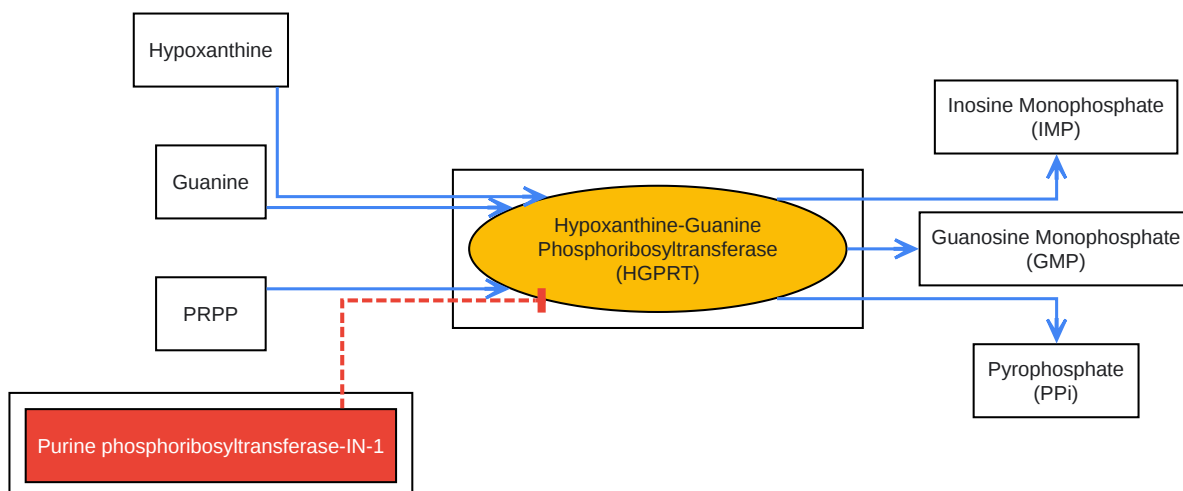 Hypoxanthine
Guanine
PRPP
Purine phosphoribosyltransferase-IN-1
Hypoxanthine-Guanine
Phosphoribosyltransferase
(HGPRT)
Inosine Monophosphate
(IMP)
Guanosine Monophosphate
(GMP)
Pyrophosphate
(PPi)